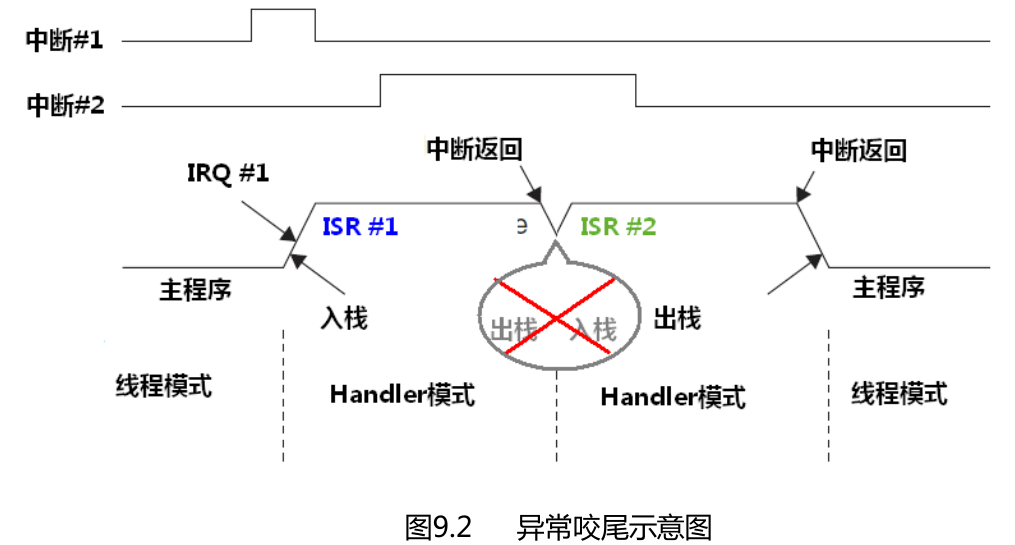 中断#1
中断#2
中断返回
中断返回
IRQ #1
ISR #1
e
ISR #2
主程序
入栈
出栈
入栈
出栈
主程序
线程模式
Handler模式
Handler模式
线程模式
图9.2 异常咬尾示意图